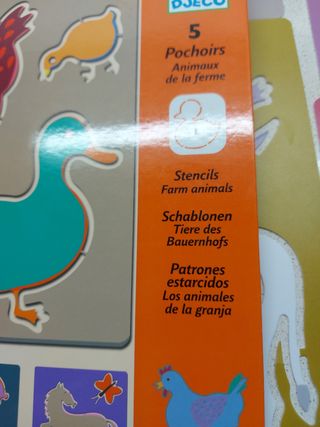 DJECO
5
Pochoirs
Animaux
de la ferme
Stencils
Farm animals
Schablonen
Tiere des
Bauernhofs
Patrones
estarcidos
Los animales
de la granja